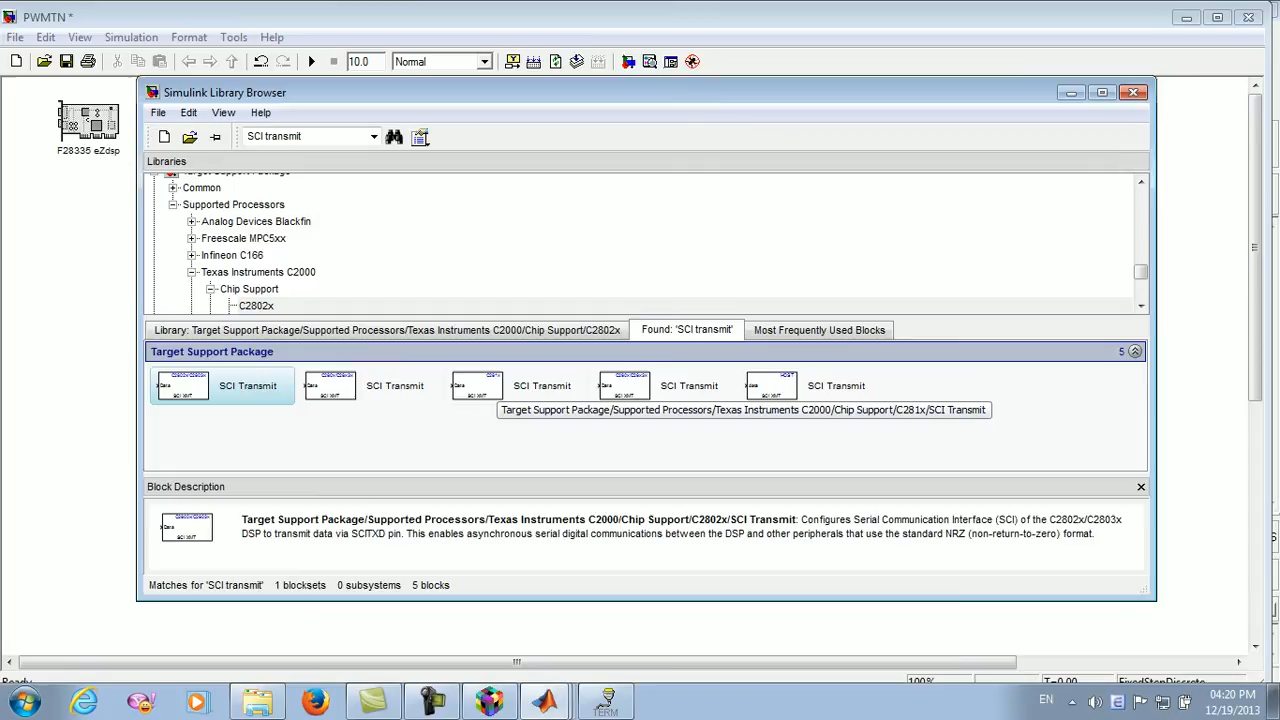 PWMTN *
File Edit View Simulation Format Tools Help
10.0 Normal
F28335 eZdsp
Simulink Library Browser
File Edit View Help
SCI transmit
Libraries
Common
Supported Processors
Analog Devices Blackfin
Freescale MPC5xx
Infineon C166
Texas Instruments C2000
Chip Support
C2802x
Library: Target Support Package/Supported Processors/Texas Instruments C2000/Chip Support/C2802x Found: 'SCI transmit' Most Frequently Used Blocks
Target Support Package 5
SCI Transmit SCI Transmit SCI Transmit SCI Transmit SCI Transmit
Target Support Package/Supported Processors/Texas Instruments C2000/Chip Support/C281x/SCI Transmit
Block Description
Target Support Package/Supported Processors/Texas Instruments C2000/Chip Support/C2802x/SCI Transmit: Configures Serial Communication Interface (SCI) of the C2802x/C2803x
DSP to transmit data via SCITXD pin. This enables asynchronous serial digital communications between the DSP and other peripherals that use the standard NRZ (non-return-to-zero) format.
Matches for 'SCI transmit' 1 blocksets 0 subsystems 5 blocks
Ready 100% T=0.00 FixedStepDiscrete
TERM
EN
04:20 PM
12/19/2013